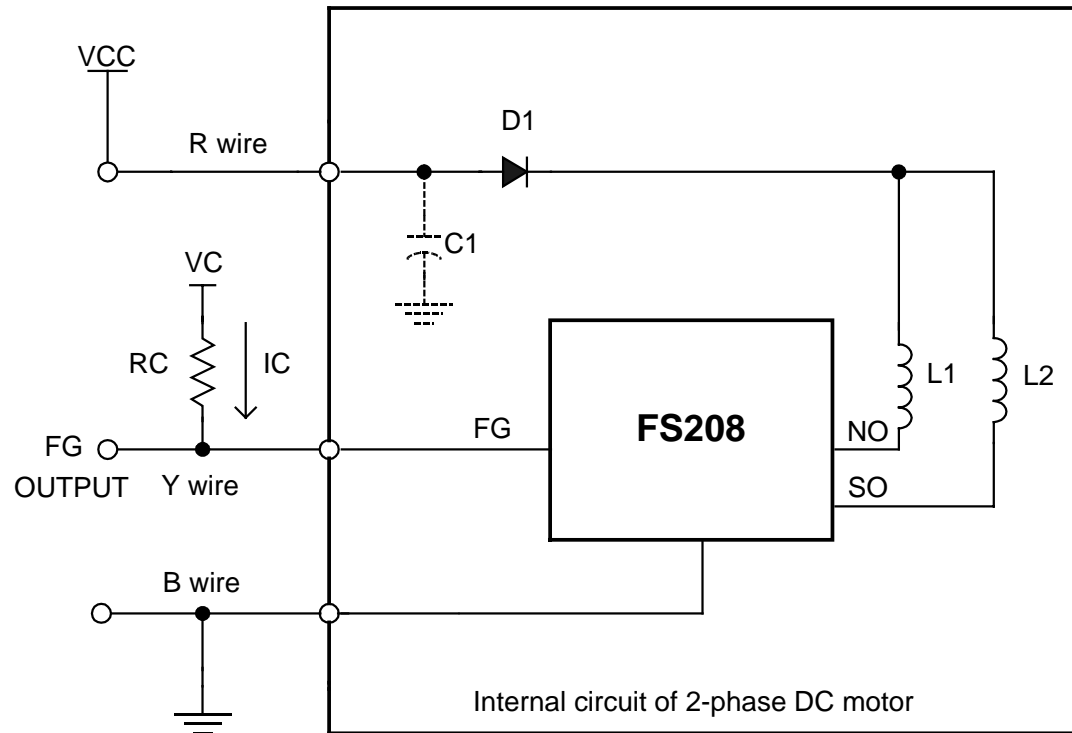 VCC
R wire
D1
C1
VC
RC
IC
L1
L2
FG
OUTPUT
Y wire
FG
FS208
NO
SO
B wire
Internal circuit of 2-phase DC motor